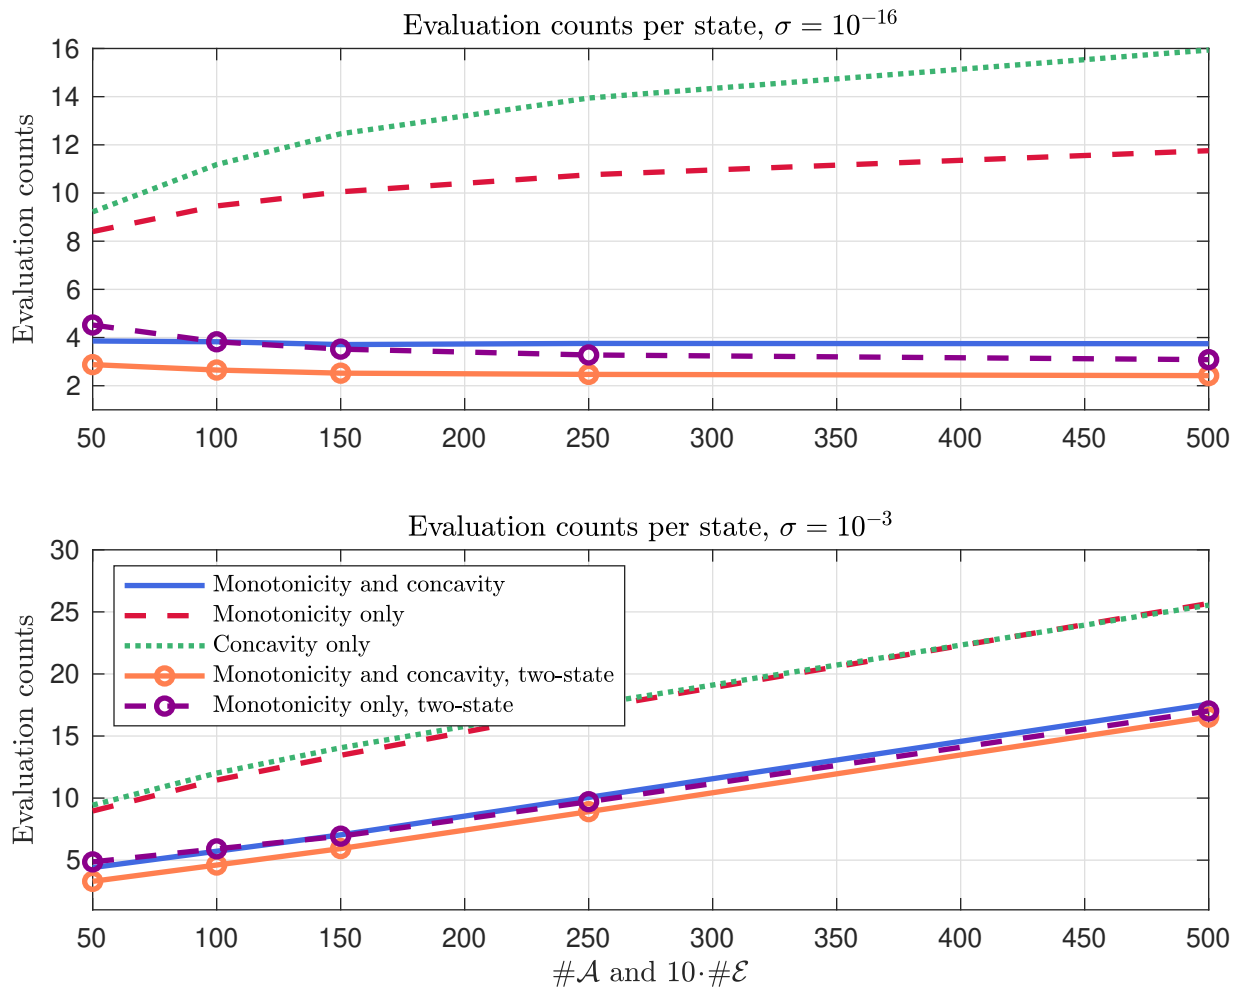 Evaluation counts per state, σ = 10⁻¹⁶
Evaluation counts
16
14
12
10
8
6
4
2
50 100 150 200 250 300 350 400 450 500
Evaluation counts per state, σ = 10⁻³
Evaluation counts
30
25
20
15
10
5
Monotonicity and concavity
Monotonicity only
Concavity only
Monotonicity and concavity, two-state
Monotonicity only, two-state
50 100 150 200 250 300 350 400 450 500
#𝒜 and 10·#ℰ